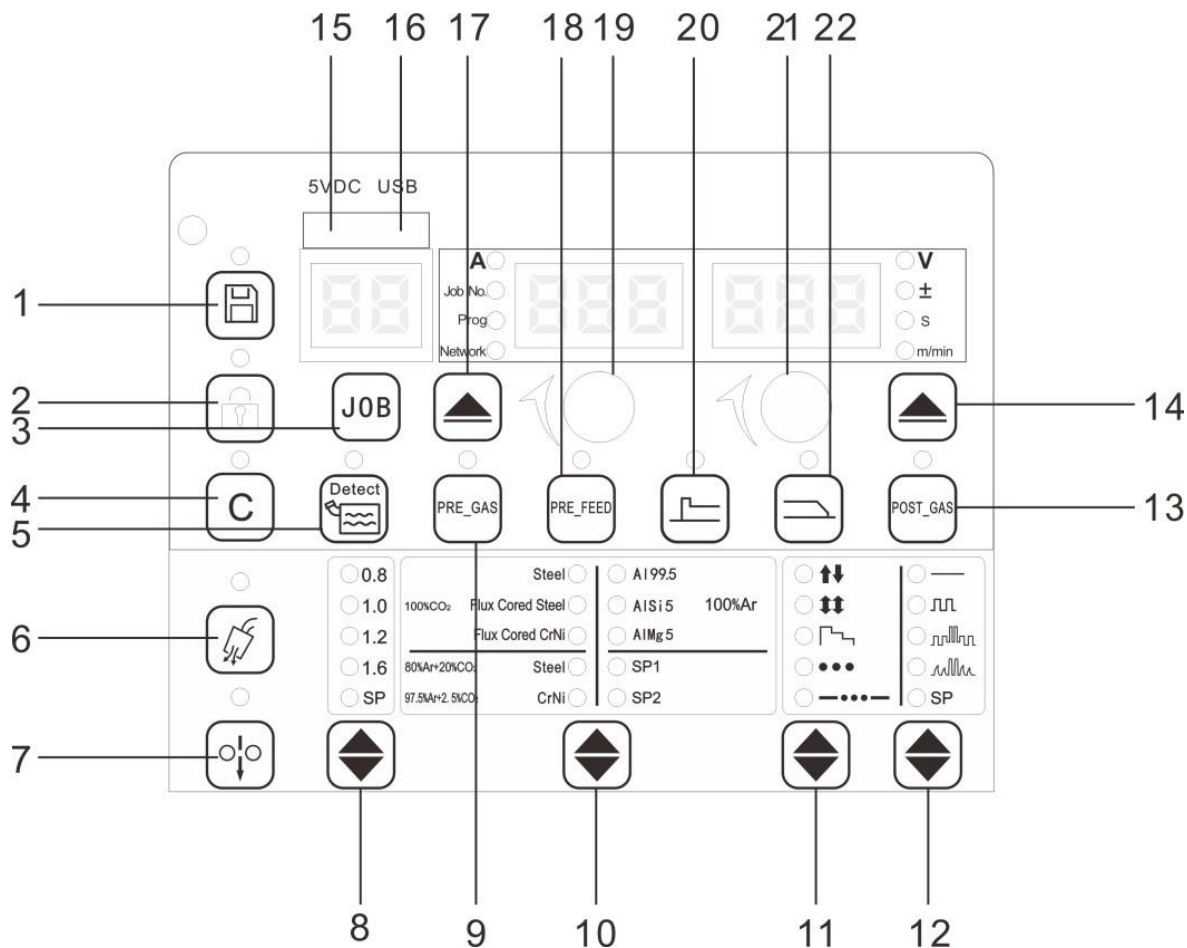 15 16 17 18 19 20 21 22
5VDC USB
A V
Job No. ±
Prog S
Network m/min
1
2
3 JOB 14
4 C Detect PRE_GAS PRE_FEED POST_GAS 13
5
0.8 Steel Al99.5
1.0 100%CO₂ Flux Cored Steel AlSi5 100%Ar
6 1.2 Flux Cored CrNi AlMg5
1.6 80%Ar+20%CO₂ Steel SP1
SP 97.5%Ar+2.5%CO₂ CrNi SP2 SP
7
8 9 10 11 12